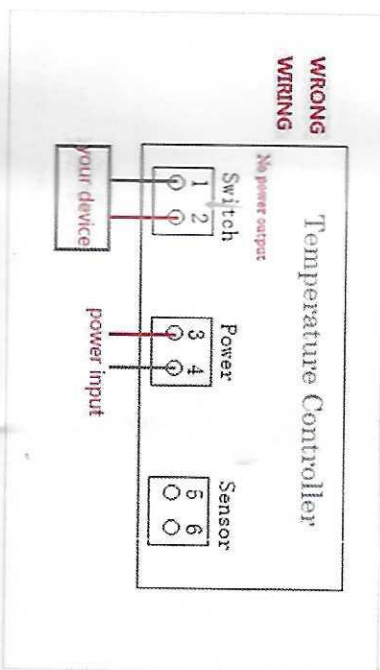 WRONG
WIRING
Temperature Controller
No power output
Switch
Power
Sensor
1
2
3
4
5
6
your device
power input